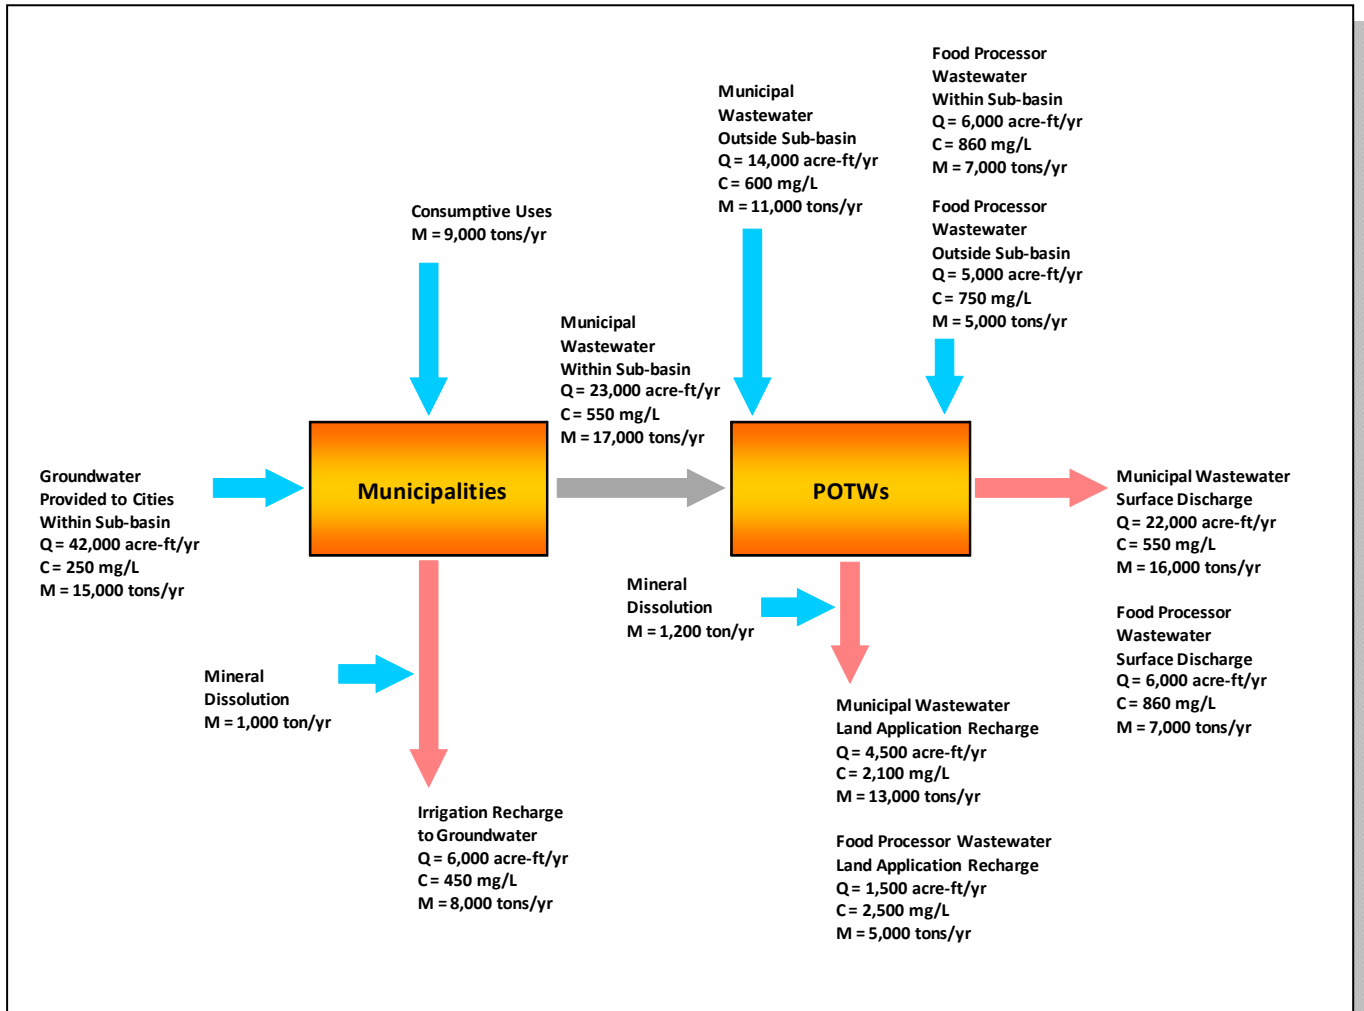 Food Processor
Wastewater
Within Sub-basin
Q = 6,000 acre-ft/yr
C = 860 mg/L
M = 7,000 tons/yr
Municipal
Wastewater
Outside Sub-basin
Q = 14,000 acre-ft/yr
C = 600 mg/L
M = 11,000 tons/yr
Food Processor
Wastewater
Outside Sub-basin
Q = 5,000 acre-ft/yr
C = 750 mg/L
M = 5,000 tons/yr
Consumptive Uses
M = 9,000 tons/yr
Municipal
Wastewater
Within Sub-basin
Q = 23,000 acre-ft/yr
C = 550 mg/L
M = 17,000 tons/yr
Groundwater
Provided to Cities
Within Sub-basin
Q = 42,000 acre-ft/yr
C = 250 mg/L
M = 15,000 tons/yr
Municipalities
POTWs
Municipal Wastewater
Surface Discharge
Q = 22,000 acre-ft/yr
C = 550 mg/L
M = 16,000 tons/yr
Mineral
Dissolution
M = 1,200 ton/yr
Food Processor
Wastewater
Surface Discharge
Q = 6,000 acre-ft/yr
C = 860 mg/L
M = 7,000 tons/yr
Mineral
Dissolution
M = 1,000 ton/yr
Municipal Wastewater
Land Application Recharge
Q = 4,500 acre-ft/yr
C = 2,100 mg/L
M = 13,000 tons/yr
Irrigation Recharge
to Groundwater
Q = 6,000 acre-ft/yr
C = 450 mg/L
M = 8,000 tons/yr
Food Processor Wastewater
Land Application Recharge
Q = 1,500 acre-ft/yr
C = 2,500 mg/L
M = 5,000 tons/yr